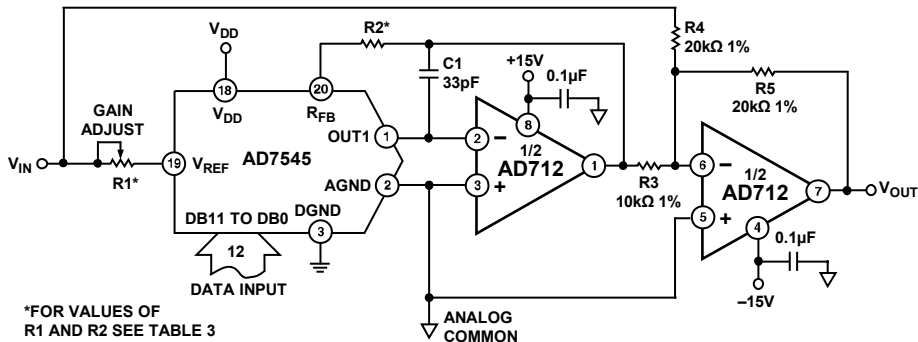 R4
20kΩ 1%
V_DD
R2*
C1
33pF
+15V
0.1µF
R5
20kΩ 1%
18
20
8
GAIN
ADJUST
V_DD
R_FB
OUT1
1
2
–
1/2
AD712
1
6
–
1/2
AD712
7
V_OUT
V_IN
R1*
19
V_REF
AD7545
AGND
2
3
+
R3
10kΩ 1%
5
+
4
0.1µF
DB11 TO DB0
DGND
3
12
DATA INPUT
–15V
*FOR VALUES OF
R1 AND R2 SEE TABLE 3
ANALOG
COMMON